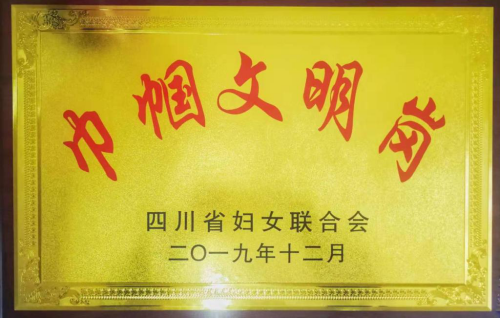 巾帼文明岗
四川省妇女联合会
二〇一九年十二月